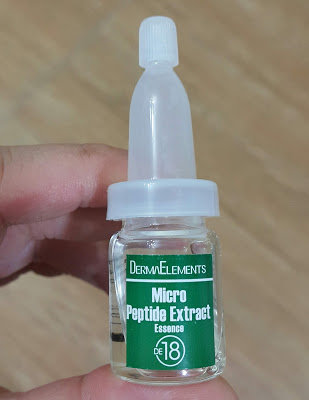 DERMAELEMENTS
Micro
Peptide Extract
Essence
DE 18